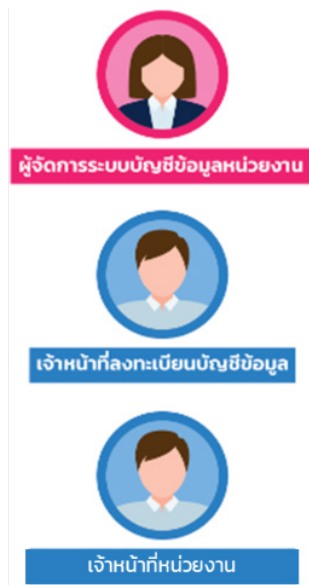 ผู้จัดการระบบบัญชีข้อมูลหน่วยงาน
เจ้าหน้าที่ลงทะเบียนบัญชีข้อมูล
เจ้าหน้าที่หน่วยงาน